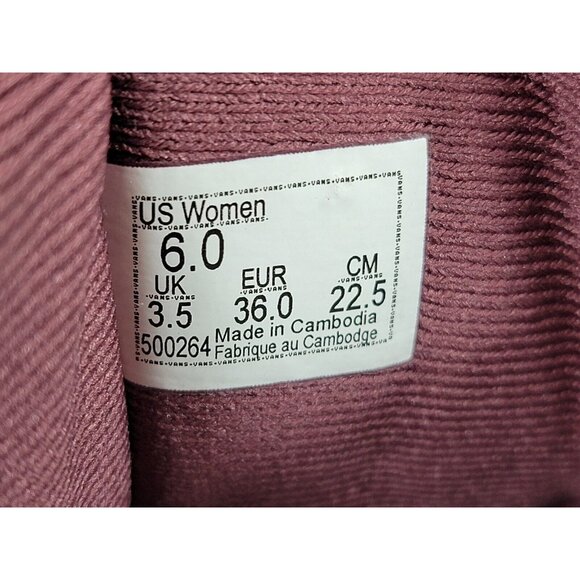 US Women
6.0
UK EUR CM
3.5 36.0 22.5
500264 Made in Cambodia
Fabrique au Cambodge